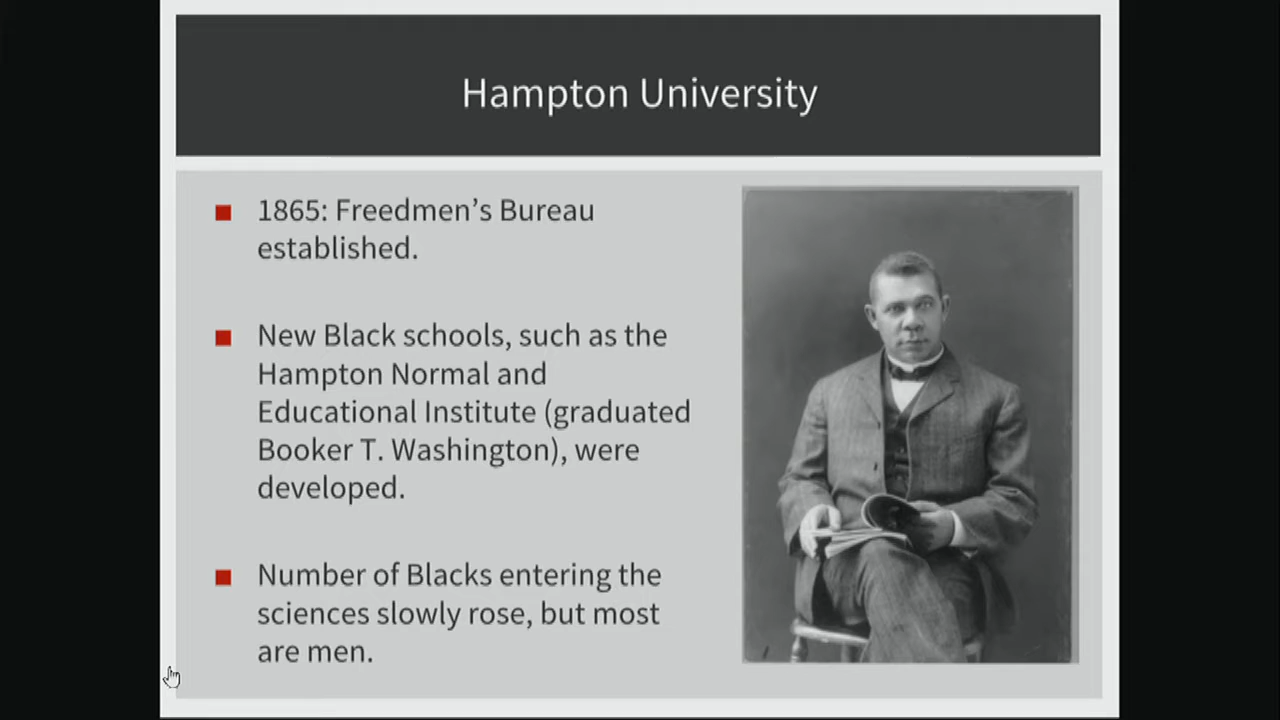 Hampton University
1865: Freedmen’s Bureau
established.
New Black schools, such as the
Hampton Normal and
Educational Institute (graduated
Booker T. Washington), were
developed.
Number of Blacks entering the
sciences slowly rose, but most
are men.